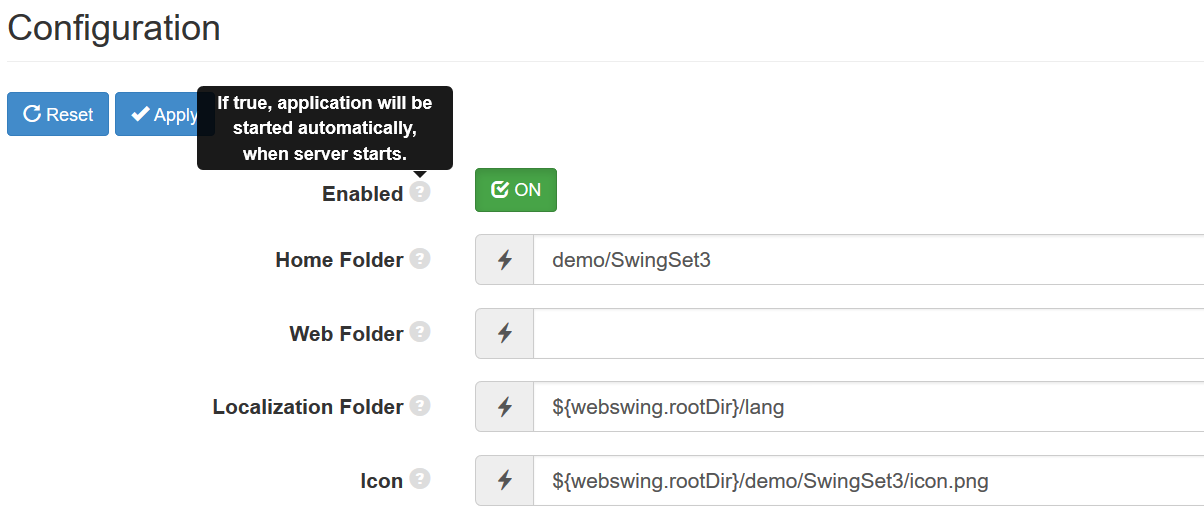 Configuration
Reset
Apply
If true, application will be
started automatically,
when server starts.
Enabled ?
ON
Home Folder ?
demo/SwingSet3
Web Folder ?
Localization Folder ?
${webswing.rootDir}/lang
Icon ?
${webswing.rootDir}/demo/SwingSet3/icon.png